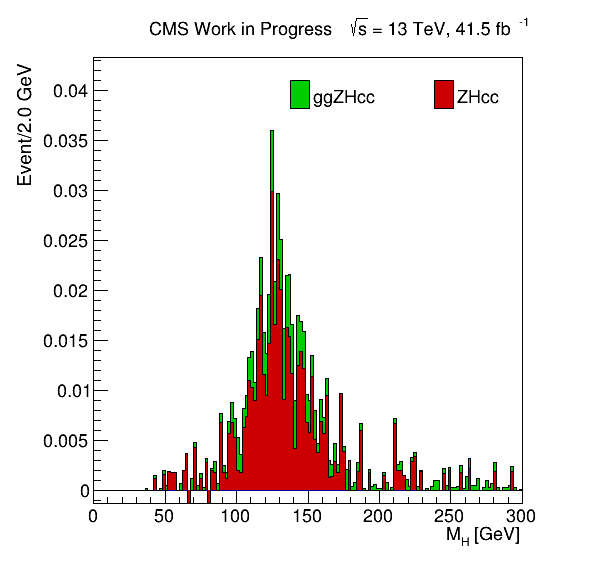 CMS Work in Progress √s = 13 TeV, 41.5 fb⁻¹
Event/2.0 GeV
ggZHcc ZHcc
0.04
0.035
0.03
0.025
0.02
0.015
0.01
0.005
0
0 50 100 150 200 250 300
M_H [GeV]